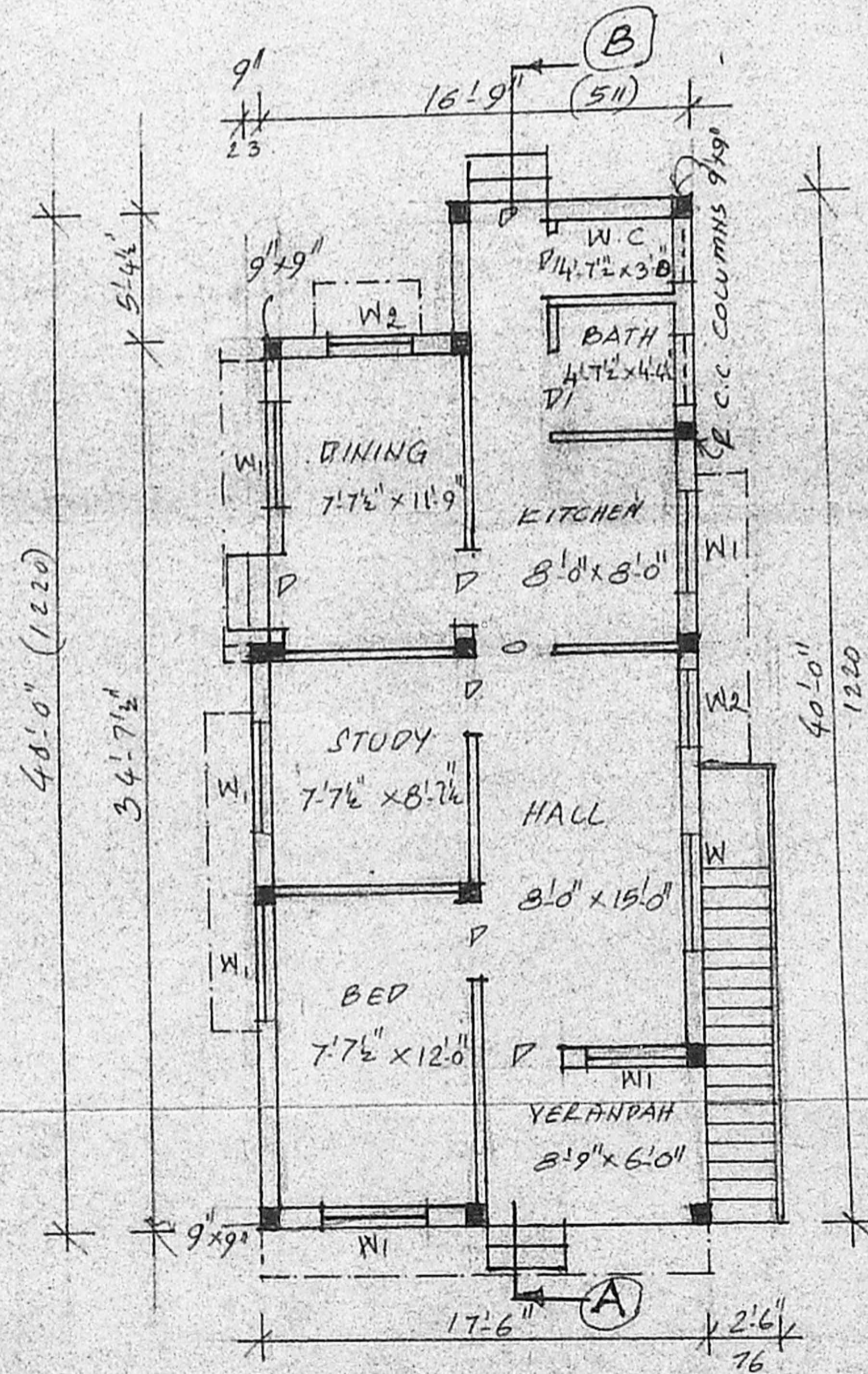 B
9"
16'-9"
(511)
23
R.C.C. COLUMNS 9"x9"
5'-4½"
9"x9"
W2
D
W.C
D1
4'-7½" x 3'-0
BATH
4'-7½" x 4'-4½"
D1
W1
DINING
7'-7½" x 11'-9"
KITCHEN
8'-0" x 8'-0"
W1
D
D
40'-0" (1220)
34'-7½"
40'-0"
1220
O
D
W2
STUDY
7'-7½" x 8'-7½"
W1
HALL
8'-0" x 15'-0"
W
D
W1
BED
7'-7½" x 12'-0"
D
W1
VERANDAH
8'-9" x 6'-0"
9"x9"
W1
A
17'-6"
2'-6"
76